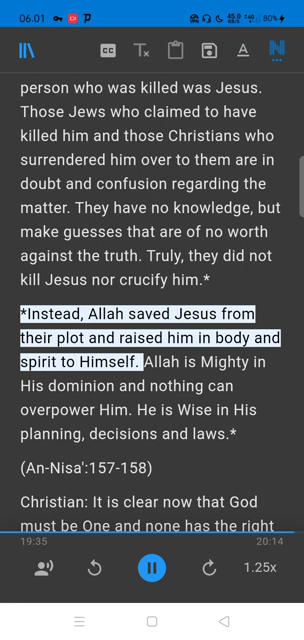 06.01 45.0 KB/s 4G 80%
CC Tx A N
person who was killed was Jesus.
Those Jews who claimed to have
killed him and those Christians who
surrendered him over to them are in
doubt and confusion regarding the
matter. They have no knowledge, but
make guesses that are of no worth
against the truth. Truly, they did not
kill Jesus nor crucify him.*
*Instead, Allah saved Jesus from
their plot and raised him in body and
spirit to Himself. Allah is Mighty in
His dominion and nothing can
overpower Him. He is Wise in His
planning, decisions and laws.*
(An-Nisa':157-158)
Christian: It is clear now that God
must be One and none has the right
19:35 20:14
1.25x